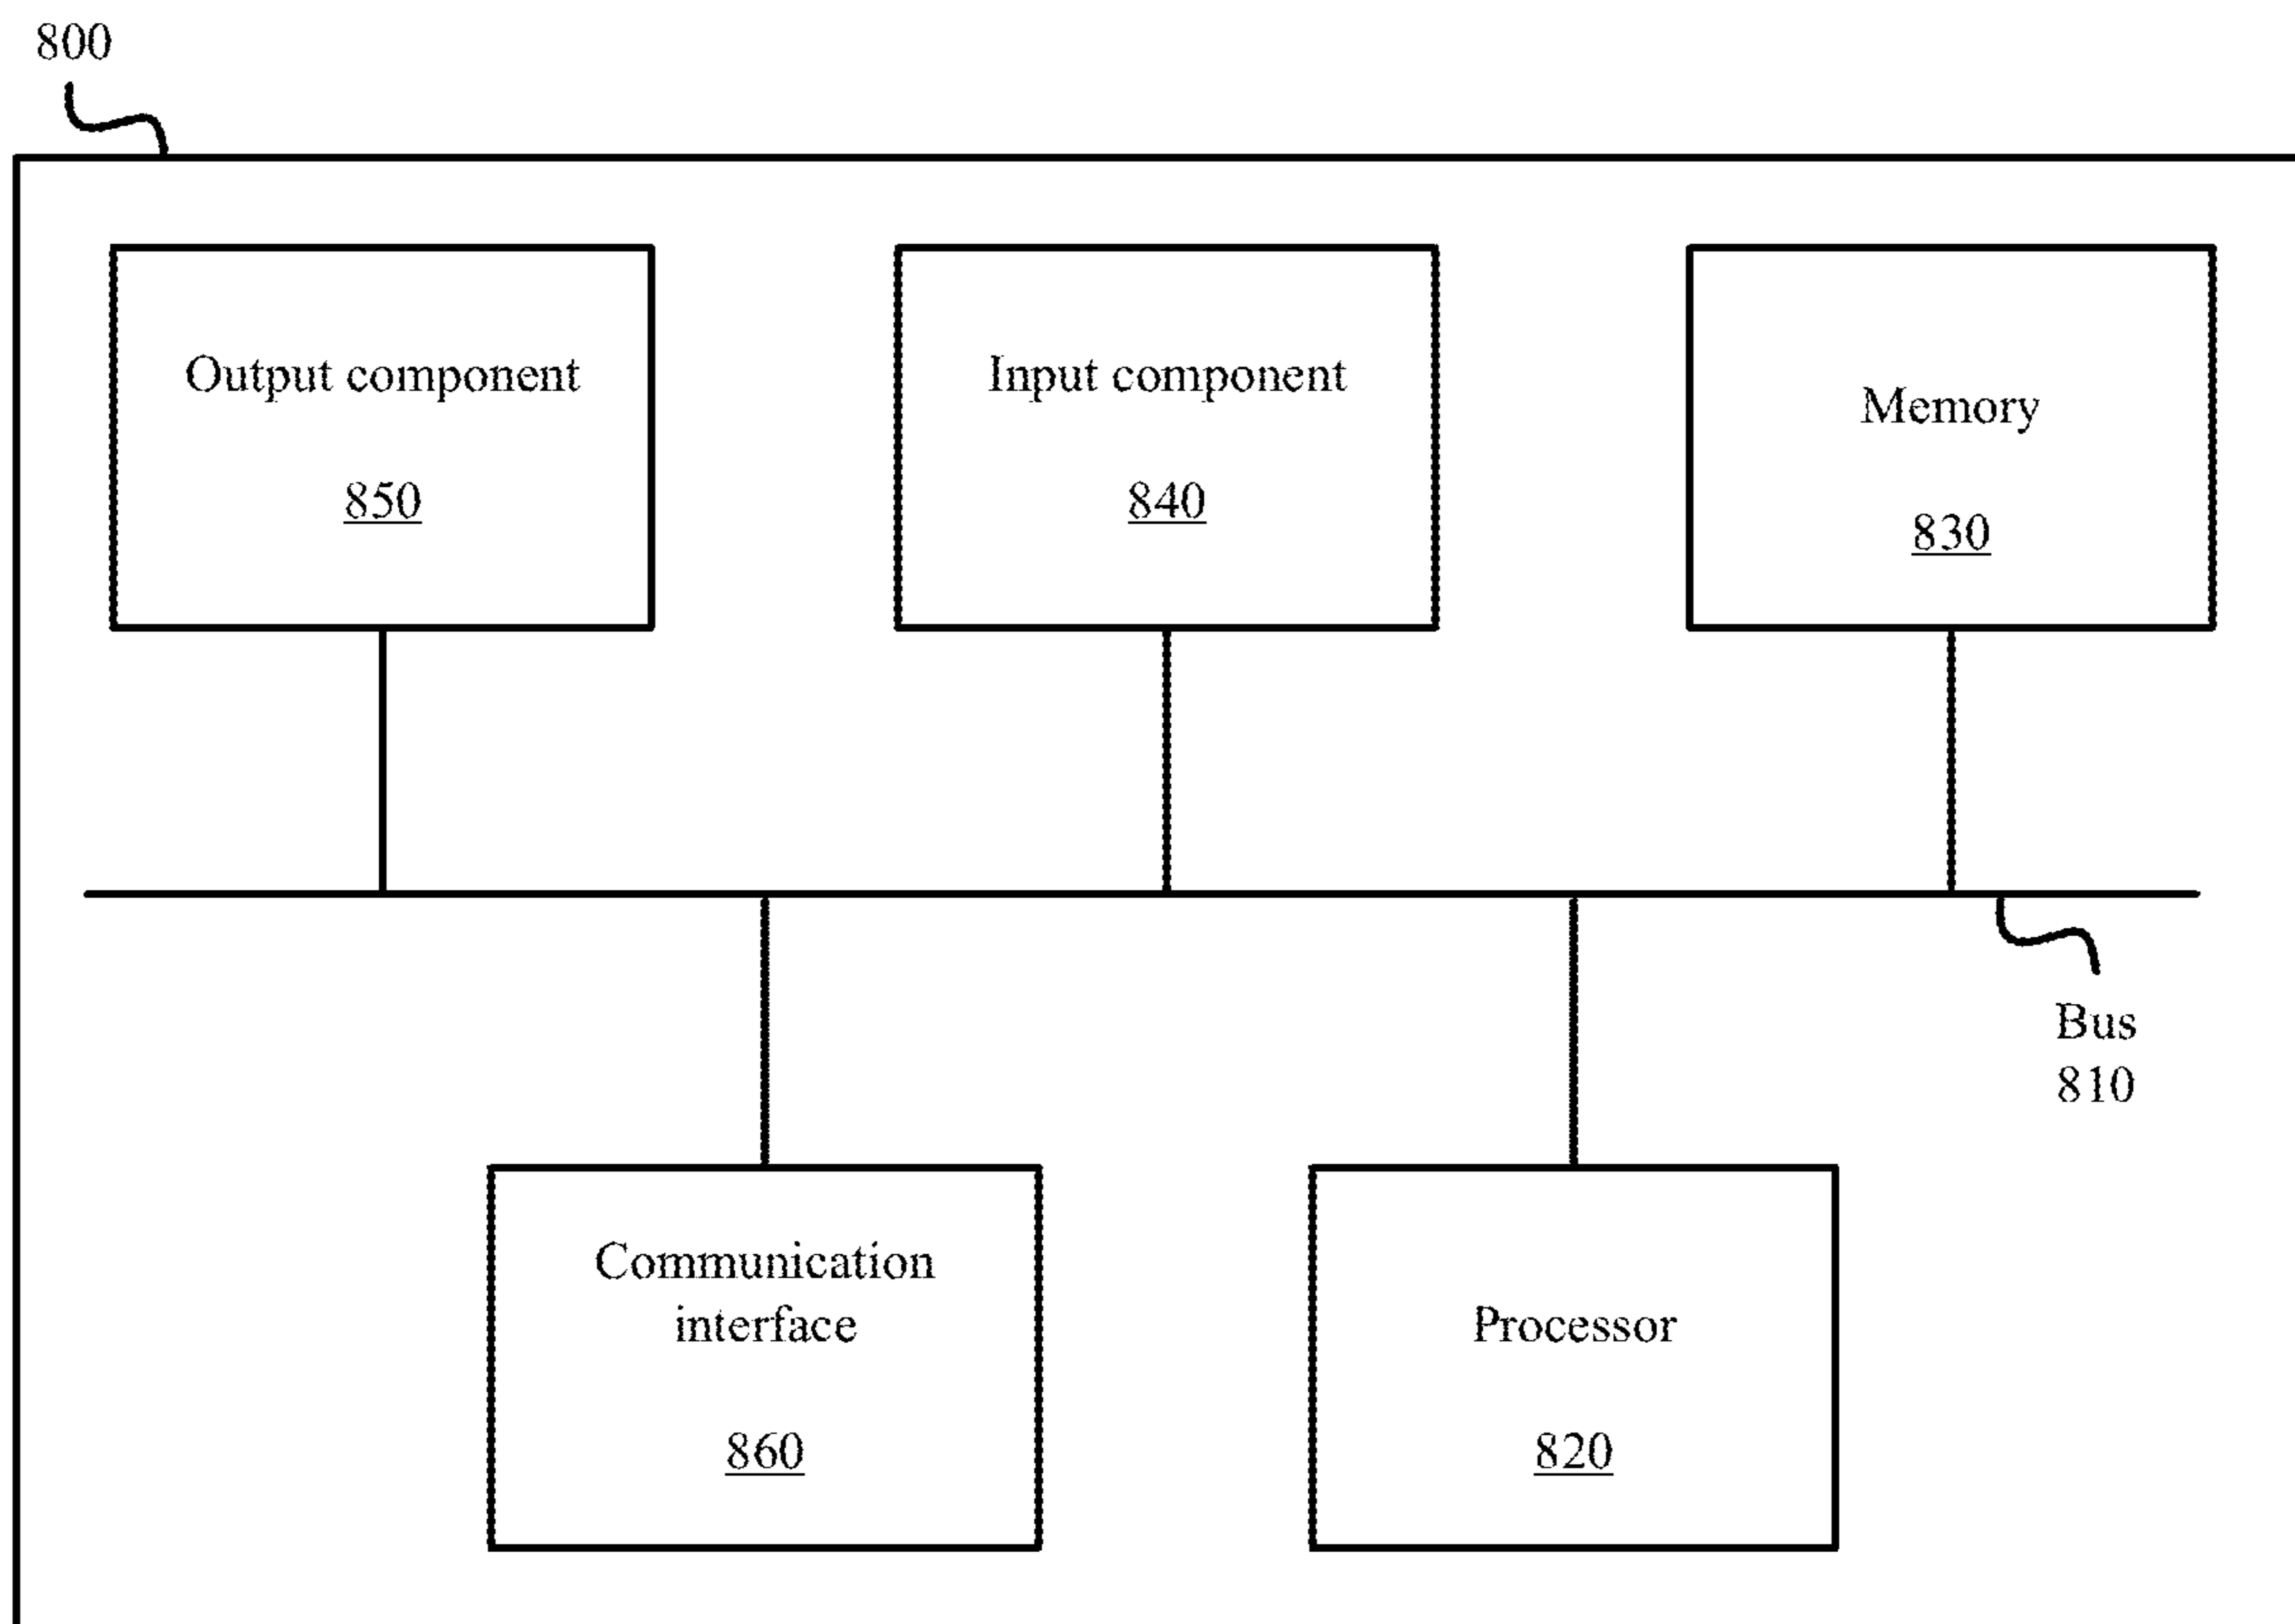 800
Output component
850
Input component
840
Memory
830
Bus
810
Communication
interface
860
Processor
820